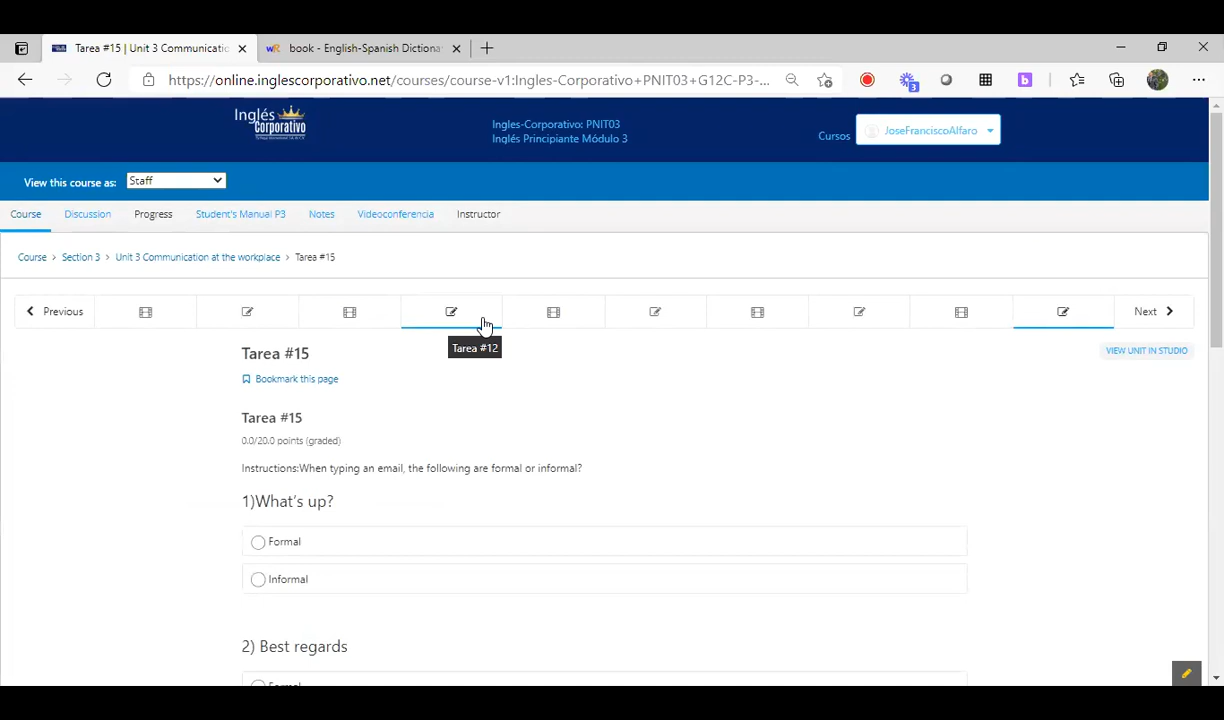 Tarea #15 | Unit 3 Communicatio
book - English-Spanish Dictiona
https://online.inglescorporativo.net/courses/course-v1:Ingles-Corporativo+PNIT03+G12C-P3-...
3
b
Inglés
Corporativo
Ingles-Corporativo: PNIT03
Inglés Principiante Módulo 3
Cursos
JoseFranciscoAlfaro
View this course as:
Staff
Course
Discussion
Progress
Student's Manual P3
Notes
Videoconferencia
Instructor
Course > Section 3 > Unit 3 Communication at the workplace > Tarea #15
Previous
Next
Tarea #12
Tarea #15
VIEW UNIT IN STUDIO
Bookmark this page
Tarea #15
0.0/20.0 points (graded)
Instructions:When typing an email, the following are formal or informal?
1)What's up?
Formal
Informal
2) Best regards
Formal